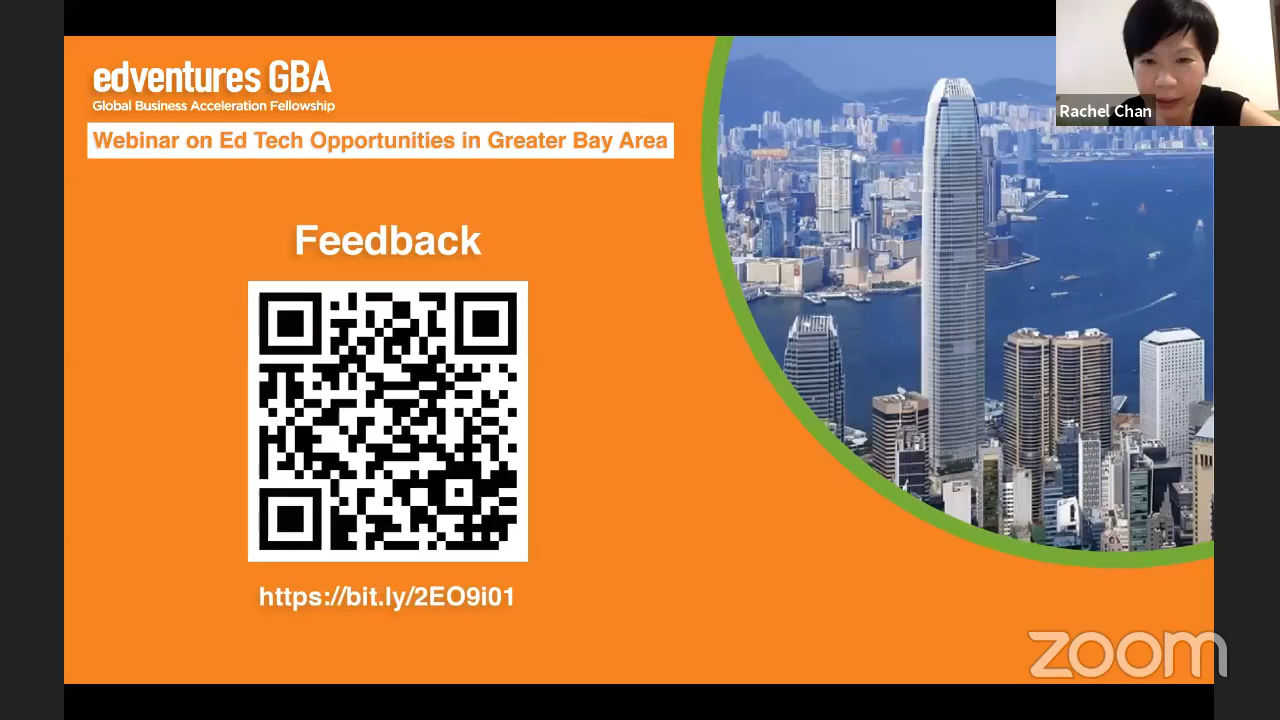 edventures GBA
Global Business Acceleration Fellowship
Webinar on Ed Tech Opportunities in Greater Bay Area
Rachel Chan
Feedback
https://bit.ly/2EO9i01
zoom